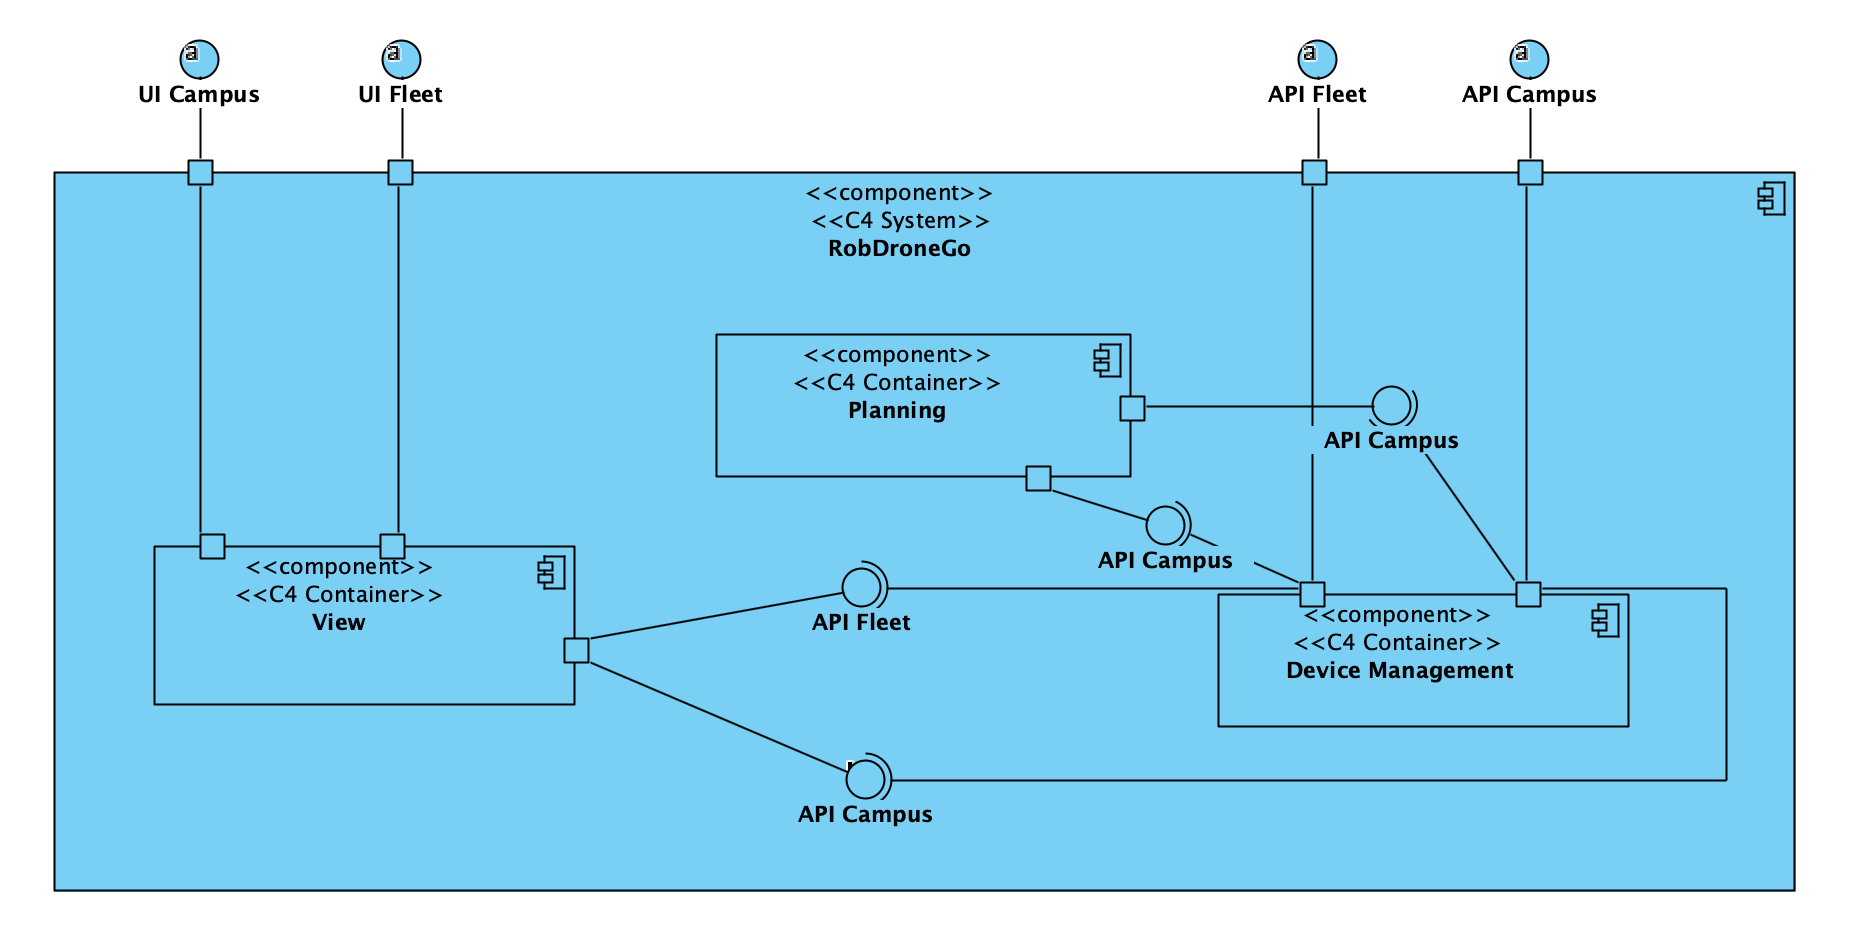 UI Campus
UI Fleet
API Fleet
API Campus
<<component>>
<<C4 System>>
RobDroneGo
<<component>>
<<C4 Container>>
Planning
API Campus
API Campus
<<component>>
<<C4 Container>>
View
API Fleet
<<component>>
<<C4 Container>>
Device Management
API Campus